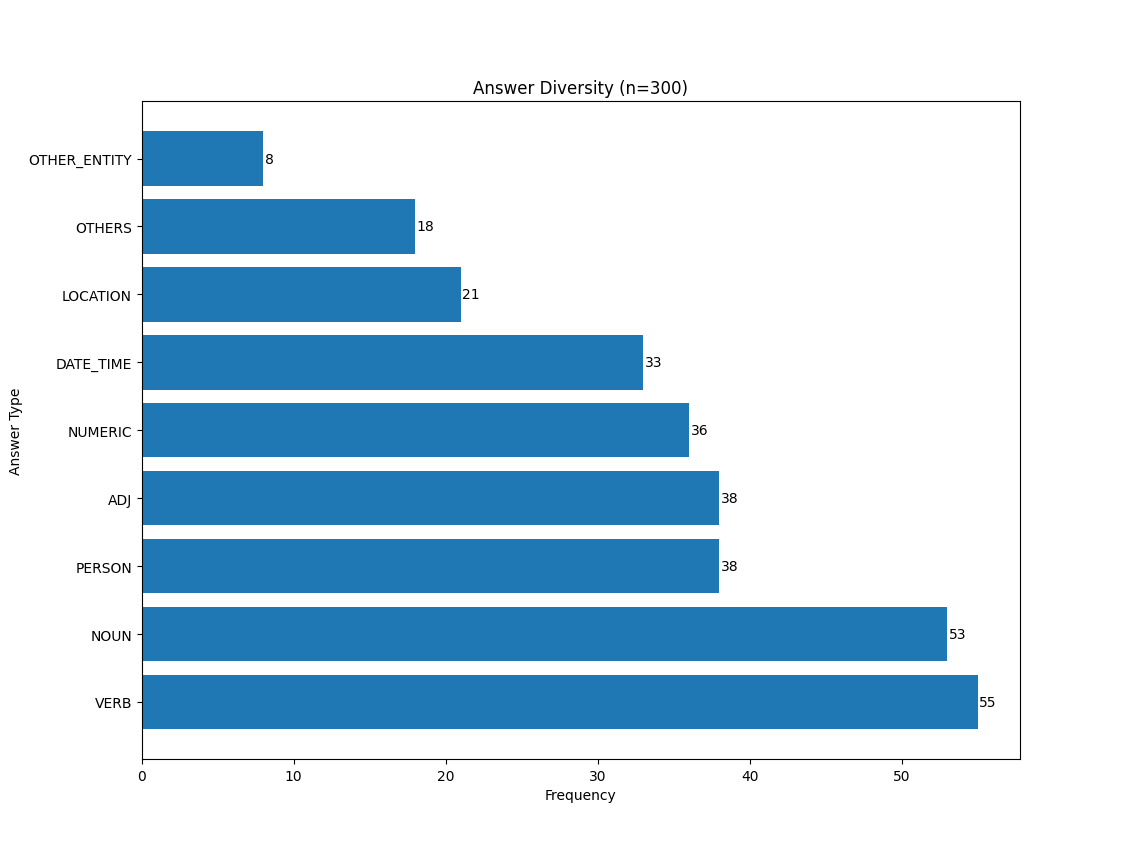 Answer Diversity (n=300)
Answer Type
OTHER_ENTITY 8
OTHERS 18
LOCATION 21
DATE_TIME 33
NUMERIC 36
ADJ 38
PERSON 38
NOUN 53
VERB 55
0 10 20 30 40 50
Frequency